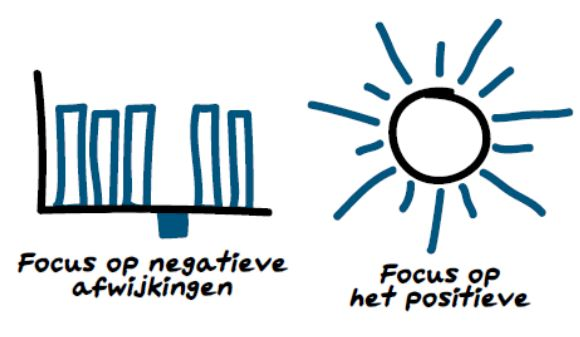 Focus op negatieve
afwijkingen
Focus op
het positieve